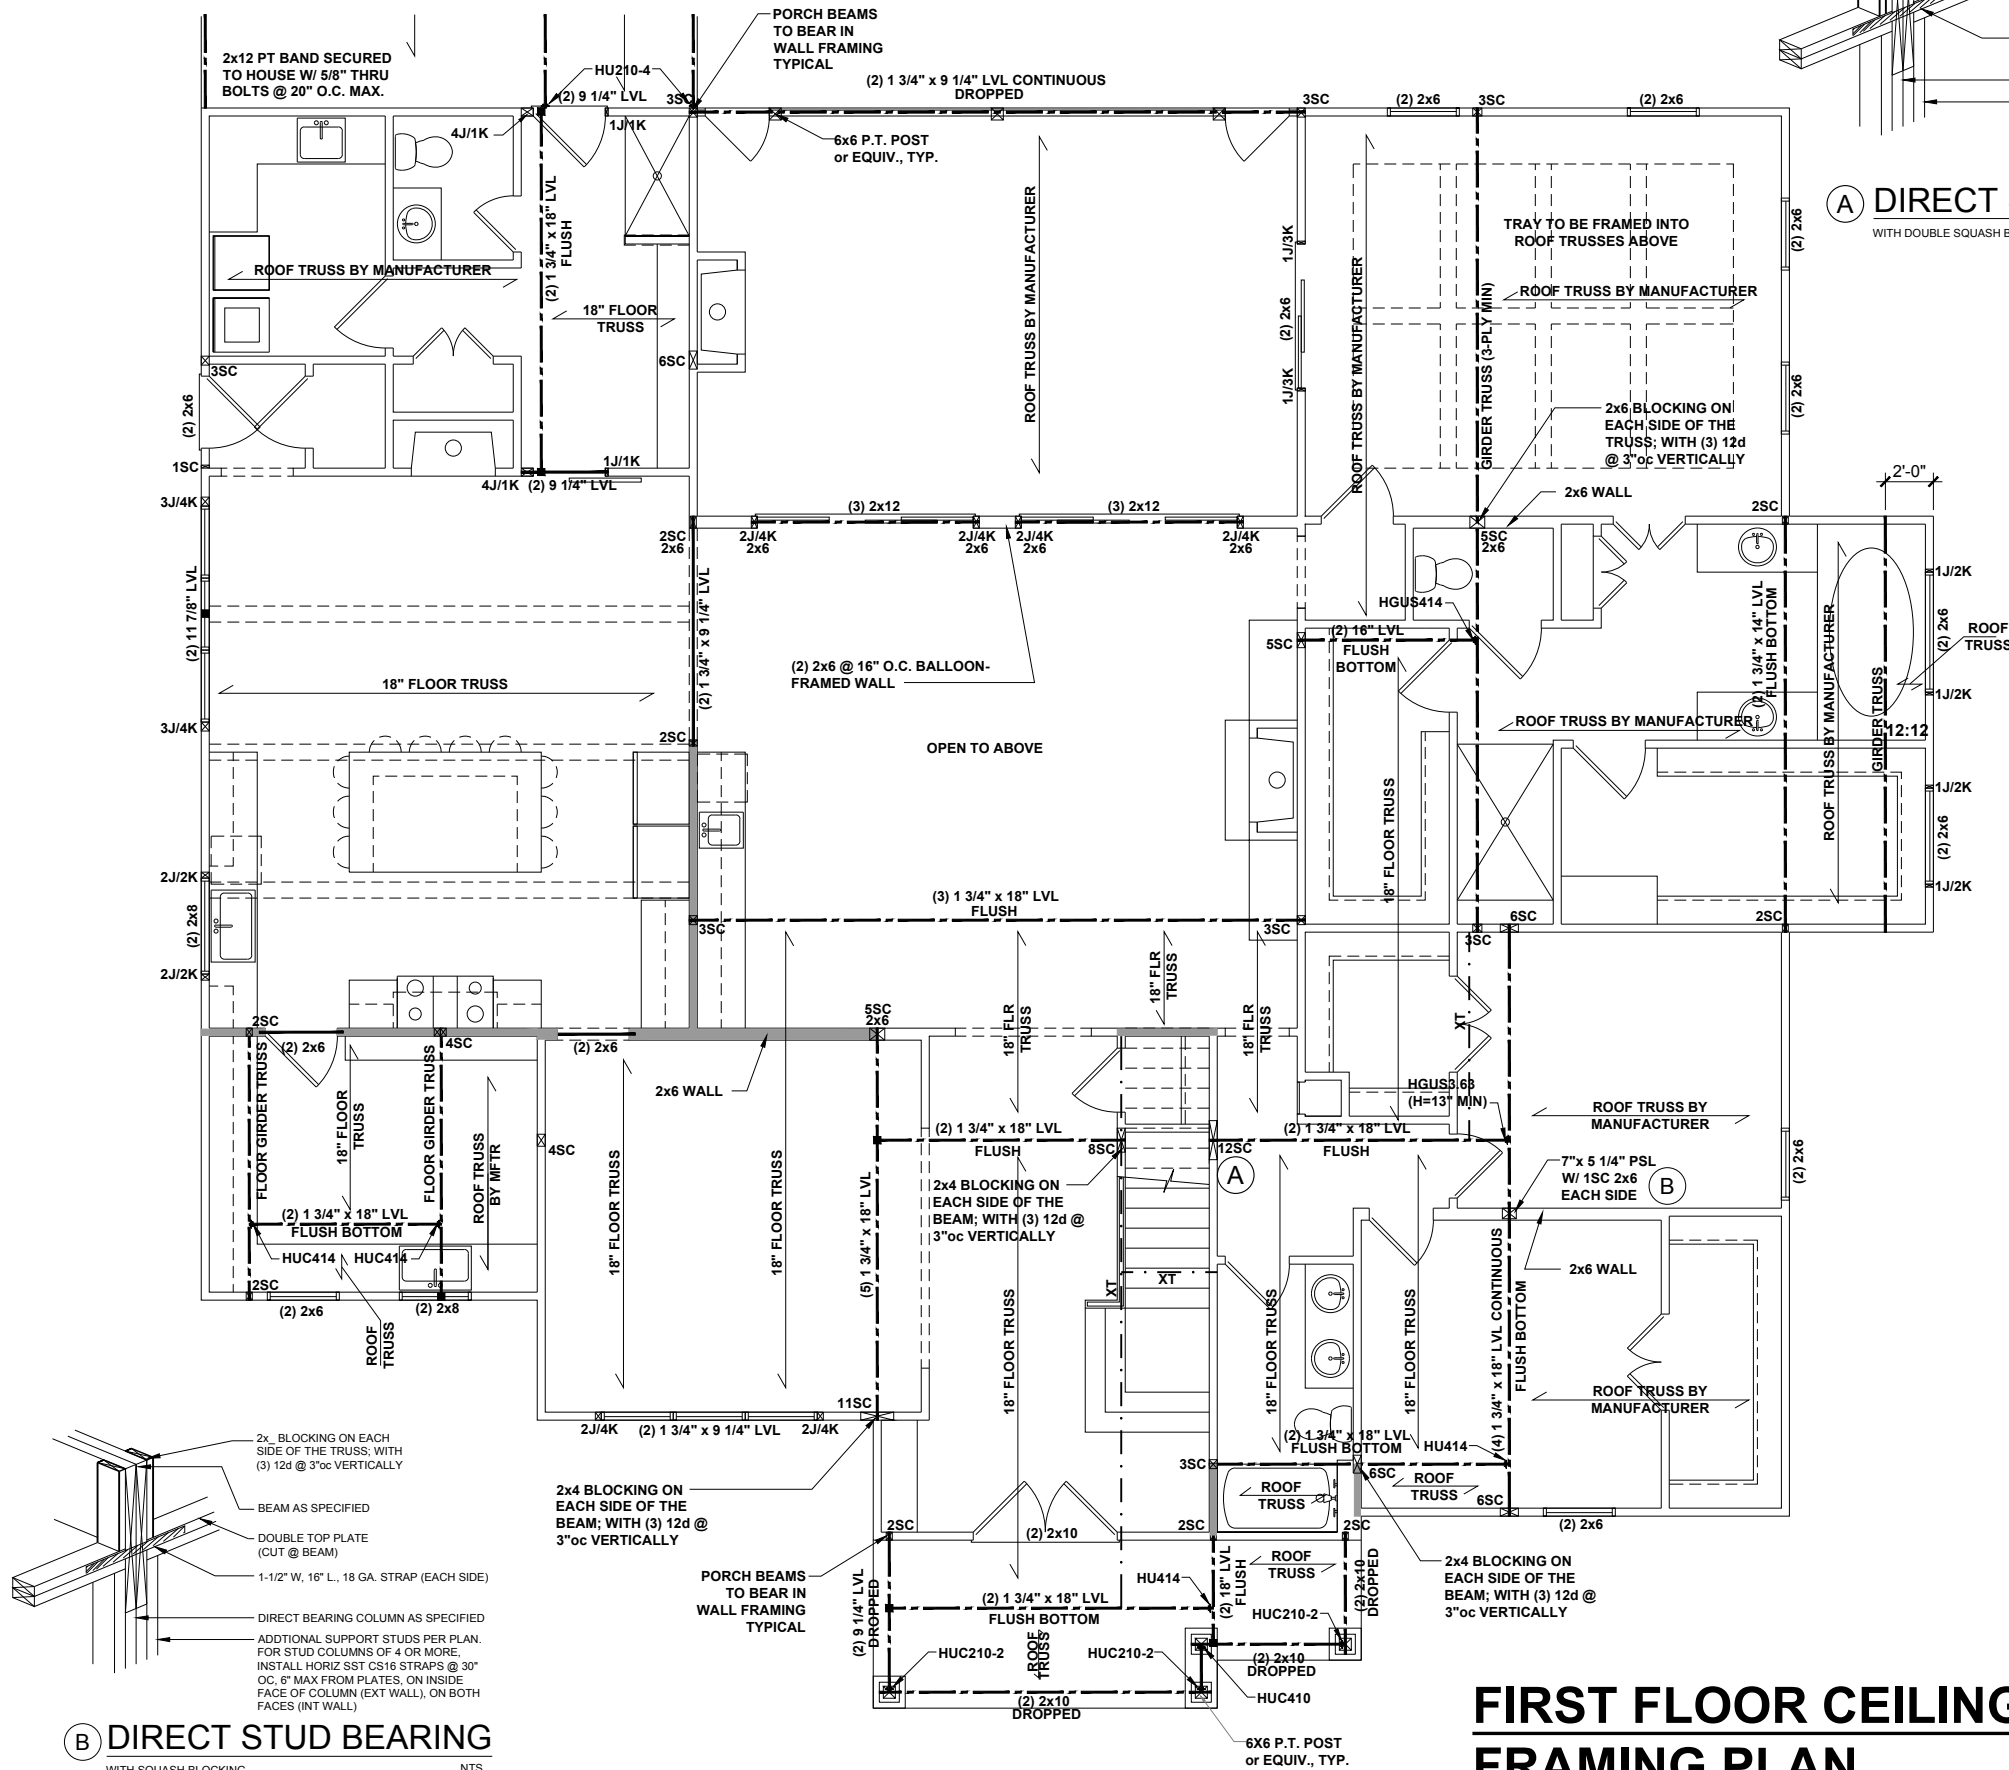 PORCH BEAMS
TO BEAR IN
WALL FRAMING
TYPICAL
2x12 PT BAND SECURED
TO HOUSE W/ 5/8" THRU
BOLTS @ 20" O.C. MAX.
HU210-4
(2) 9 1/4" LVL
3SC
(2) 1 3/4" x 9 1/4" LVL CONTINUOUS
DROPPED
3SC
(2) 2x6
3SC
(2) 2x6
4J/1K
1J/1K
6x6 P.T. POST
or EQUIV., TYP.
(2) 1 3/4" x 18" LVL
FLUSH
ROOF TRUSS BY MANUFACTURER
18" FLOOR
TRUSS
ROOF TRUSS BY MANUFACTURER
1J/3K
(2) 2x6
1J/3K
ROOF TRUSS BY MANUFACTURER
TRAY TO BE FRAMED INTO
ROOF TRUSSES ABOVE
ROOF TRUSS BY MANUFACTURER
GIRDER TRUSS (3-PLY MIN)
(2) 2x6
(2) 2x6
A
DIRECT
WITH DOUBLE SQUASH B
3SC
6SC
(2) 2x6
1SC
3J/4K
4J/1K
(2) 9 1/4" LVL
1J/1K
2x6 BLOCKING ON
EACH SIDE OF THE
TRUSS; WITH (3) 12d
@ 3"oc VERTICALLY
2x6 WALL
2'-0"
2SC
2SC
2x6
2J/4K
2x6
(3) 2x12
2J/4K
2x6
2J/4K
2x6
(3) 2x12
2J/4K
2x6
5SC
2x6
(2) 11 7/8" LVL
3J/4K
18" FLOOR TRUSS
(2) 1 3/4" x 9 1/4" LVL
2SC
(2) 2x6 @ 16" O.C. BALLOON-
FRAMED WALL
OPEN TO ABOVE
HGUS414
5SC
(2) 16" LVL
FLUSH
BOTTOM
(2) 1 3/4" x 14" LVL
FLUSH BOTTOM
ROOF TRUSS BY MANUFACTURER
ROOF TRUSS BY MANUFACTURER
GIRDER TRUSS
12:12
1J/2K
(2) 2x6
1J/2K
ROOF
TRUSS
1J/2K
(2) 2x6
1J/2K
18" FLOOR TRUSS
2J/2K
(2) 2x8
2J/2K
(3) 1 3/4" x 18" LVL
FLUSH
3SC
3SC
6SC
3SC
2SC
18" FLR
TRUSS
18" FLR
TRUSS
18" FLR
TRUSS
XT
5SC
2x6
2SC
(2) 2x6
4SC
(2) 2x6
2x6 WALL
FLOOR GIRDER TRUSS
18" FLOOR
TRUSS
FLOOR GIRDER TRUSS
ROOF TRUSS
BY MFTR
4SC
18" FLOOR TRUSS
18" FLOOR TRUSS
(2) 1 3/4" x 18" LVL
FLUSH
8SC
12SC
(2) 1 3/4" x 18" LVL
FLUSH
HGUS3.63
(H=13" MIN)
ROOF TRUSS BY
MANUFACTURER
(2) 2x6
A
7"x 5 1/4" PSL
W/ 1SC 2x6
EACH SIDE
B
2x4 BLOCKING ON
EACH SIDE OF THE
BEAM; WITH (3) 12d @
3"oc VERTICALLY
(5) 1 3/4" x 18" LVL
(2) 1 3/4" x 18" LVL
FLUSH BOTTOM
HUC414
HUC414
2SC
(2) 2x6
(2) 2x8
ROOF
TRUSS
XT
XT
2x6 WALL
18" FLOOR TRUSS
18" FLOOR TRUSS
18" FLOOR TRUSS
(4) 1 3/4" x 18" LVL CONTINUOUS
FLUSH BOTTOM
ROOF TRUSS BY
MANUFACTURER
11SC
2J/4K
(2) 1 3/4" x 9 1/4" LVL
2J/4K
(2) 1 3/4" x 18" LVL
FLUSH BOTTOM
HU414
3SC
6SC
ROOF
TRUSS
ROOF
TRUSS
6SC
(2) 2x6
2x_ BLOCKING ON EACH
SIDE OF THE TRUSS; WITH
(3) 12d @ 3"oc VERTICALLY
BEAM AS SPECIFIED
DOUBLE TOP PLATE
(CUT @ BEAM)
1-1/2" W, 16" L., 18 GA. STRAP (EACH SIDE)
DIRECT BEARING COLUMN AS SPECIFIED
ADDTIONAL SUPPORT STUDS PER PLAN.
FOR STUD COLUMNS OF 4 OR MORE,
INSTALL HORIZ SST CS16 STRAPS @ 30"
OC, 6" MAX FROM PLATES, ON INSIDE
FACE OF COLUMN (EXT WALL), ON BOTH
FACES (INT WALL)
B
DIRECT STUD BEARING
WITH SQUASH BLOCKING
NTS
2x4 BLOCKING ON
EACH SIDE OF THE
BEAM; WITH (3) 12d @
3"oc VERTICALLY
2SC
(2) 2x10
2SC
2SC
PORCH BEAMS
TO BEAR IN
WALL FRAMING
TYPICAL
(2) 9 1/4" LVL
DROPPED
(2) 1 3/4" x 18" LVL
FLUSH BOTTOM
HU414
(2) 18" LVL
FLUSH
ROOF
TRUSS
(2) 2x10
DROPPED
HUC210-2
2x4 BLOCKING ON
EACH SIDE OF THE
BEAM; WITH (3) 12d @
3"oc VERTICALLY
HUC210-2
ROOF
TRUSS
HUC210-2
(2) 2x10
DROPPED
HUC410
(2) 2x10
DROPPED
6X6 P.T. POST
or EQUIV., TYP.
FIRST FLOOR CEILING
FRAMING PLAN